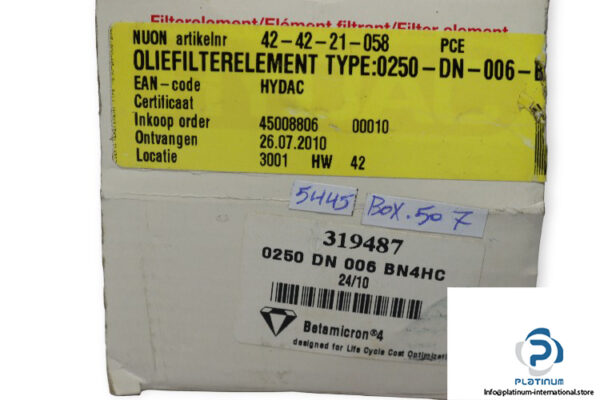 Filterelement/Elément filtrant/Filter element
NUON artikelnr 42-42-21-058 PCE
OLIEFILTERELEMENT TYPE:0250-DN-006-B
EAN-code HYDAC
Certificaat
Inkoop order 45008806 00010
Ontvangen 26.07.2010
Locatie 3001 HW 42
5445 BOX.50 7
319487
0250 DN 006 BN4HC
24/10
Betamicron®4
designed for Life Cycle Cost Optimizati
PLATINUM
Info@platinum-international.store